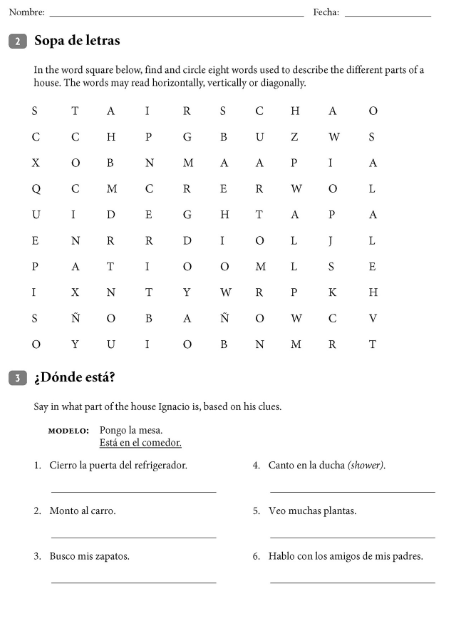 Nombre: Fecha:
2 Sopa de letras
In the word square below, find and circle eight words used to describe the different parts of a
house. The words may read horizontally, vertically or diagonally.
S T A I R S C H A O
C C H P G B U Z W S
X O B N M A A P I A
Q C M C R E R W O L
U I D E G H T A P A
E N R R D I O L J L
P A T I O O M L S E
I X N T Y W R P K H
S Ñ O B A Ñ O W C V
O Y U I O B N M R T
3 ¿Dónde está?
Say in what part of the house Ignacio is, based on his clues.
MODELO: Pongo la mesa.
Está en el comedor.
1. Cierro la puerta del refrigerador.
4. Canto en la ducha (shower).
2. Monto al carro.
5. Veo muchas plantas.
3. Busco mis zapatos.
6. Hablo con los amigos de mis padres.